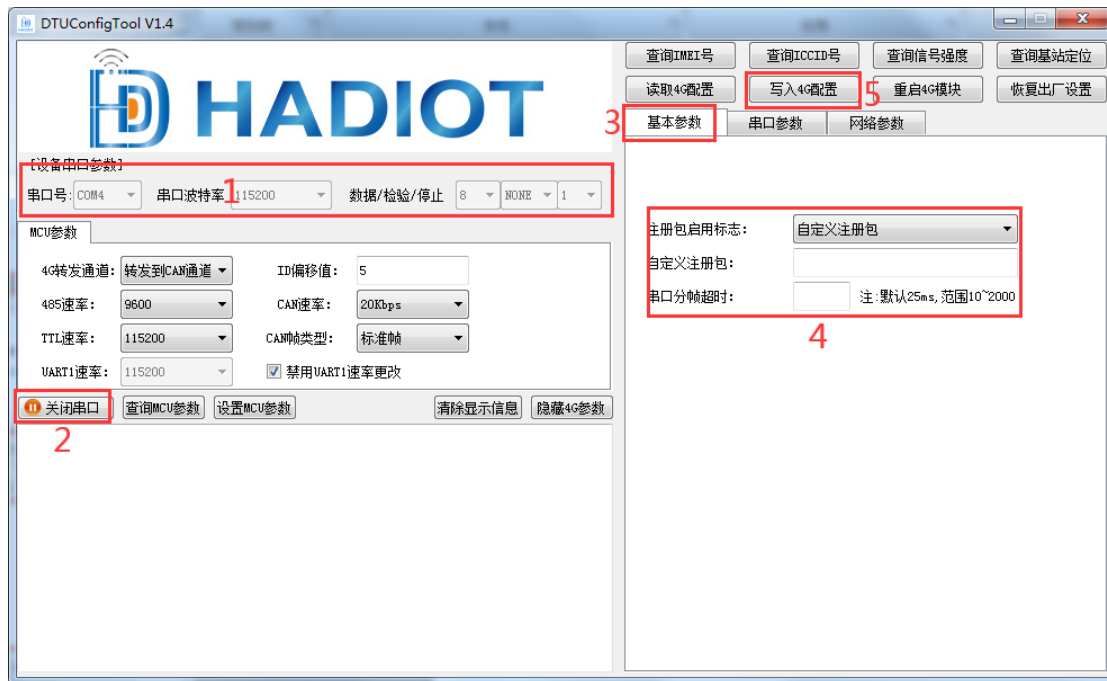 DTUConfigTool V1.4
HADIOT
[设备串口参数]
串口号: COM4 串口波特率 115200 数据/检验/停止 8 NONE 1
1
MCU参数
4G转发通道: 转发到CAN通道 ID偏移值: 5
485速率: 9600 CAN速率: 20Kbps
TTL速率: 115200 CAN帧类型: 标准帧
UART1速率: 115200 禁用UART1速率更改
关闭串口 查询MCU参数 设置MCU参数 清除显示信息 隐藏4G参数
2
查询IMEI号 查询ICCID号 查询信号强度 查询基站定位
读取4G配置 写入4G配置 5 重启4G模块 恢复出厂设置
3 基本参数 串口参数 网络参数
注册包启用标志: 自定义注册包
自定义注册包:
串口分帧超时: 注:默认25ms,范围10~2000
4